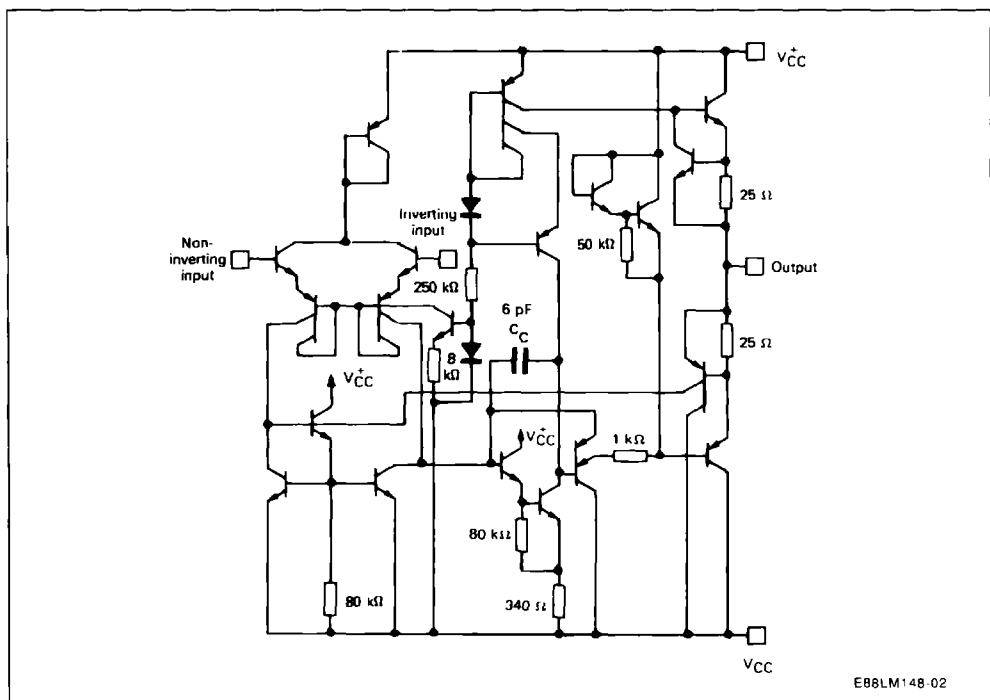 V+CC
25 Ω
Inverting
input
Non-
inverting
input
50 kΩ
Output
250 kΩ
6 pF
CC
25 Ω
8
kΩ
V+CC
V+CC
1 kΩ
80 kΩ
80 kΩ
340 Ω
VCC
E88LM148-02